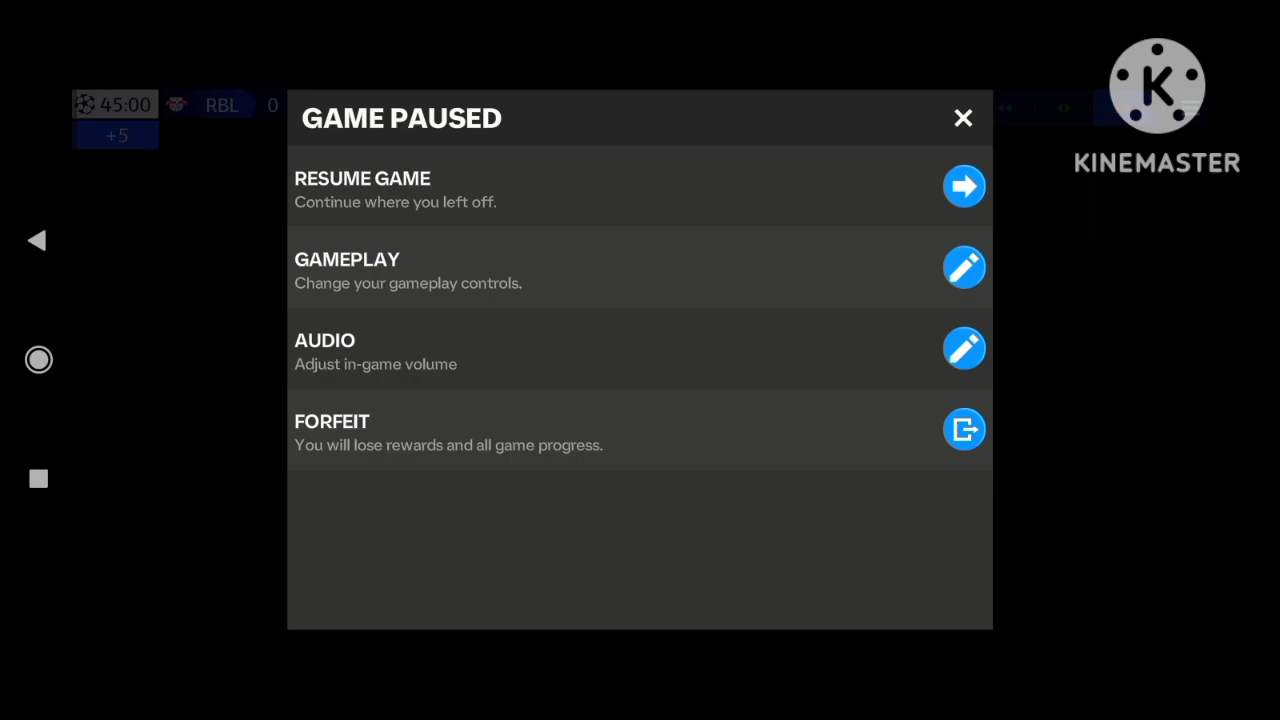 45:00 RBL 0
+5
GAME PAUSED
RESUME GAME
Continue where you left off.
GAMEPLAY
Change your gameplay controls.
AUDIO
Adjust in-game volume
FORFEIT
You will lose rewards and all game progress.
K
KINEMASTER